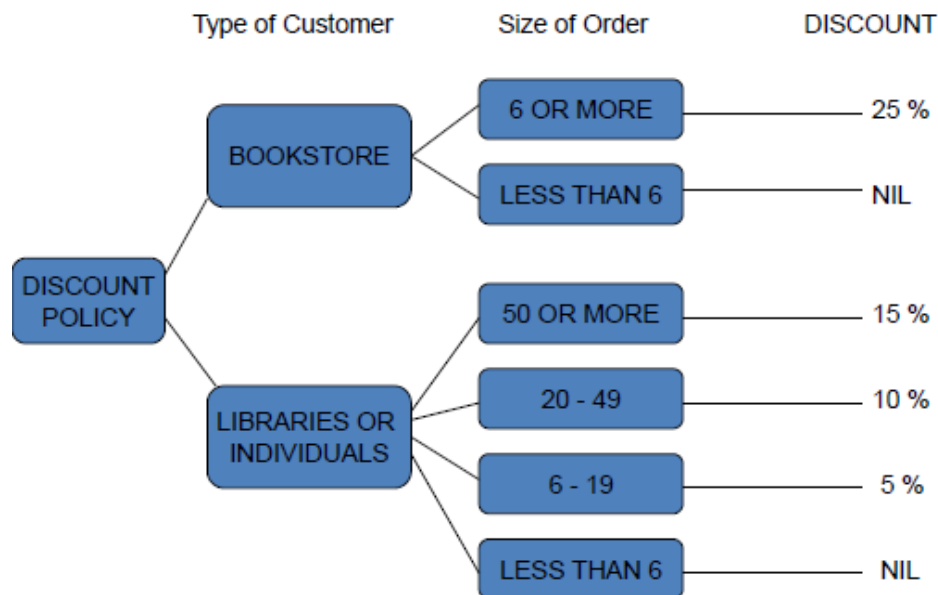 Type of Customer
Size of Order
DISCOUNT
6 OR MORE
25 %
BOOKSTORE
LESS THAN 6
NIL
DISCOUNT
POLICY
50 OR MORE
15 %
20 - 49
10 %
LIBRARIES OR
INDIVIDUALS
6 - 19
5 %
LESS THAN 6
NIL